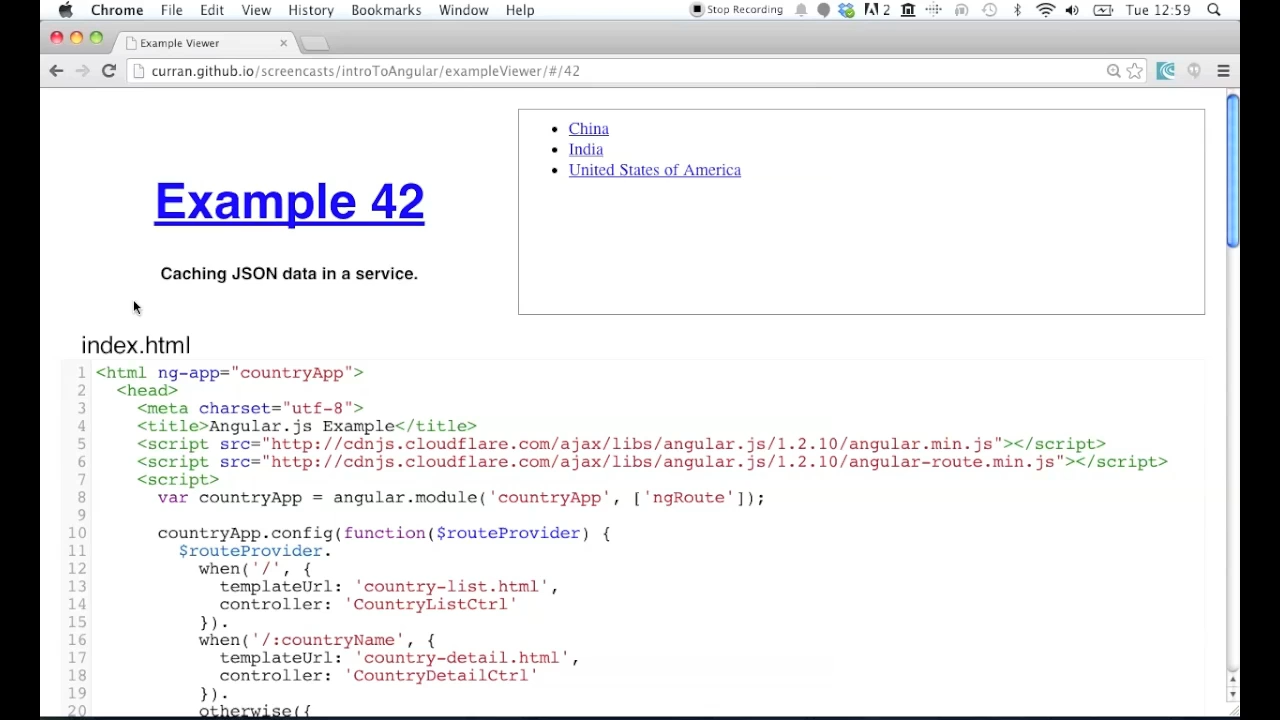 Chrome File Edit View History Bookmarks Window Help Stop Recording 2 Tue 12:59
Example Viewer
curran.github.io/screencasts/introToAngular/exampleViewer/#/42
Example 42
Caching JSON data in a service.
China
India
United States of America
index.html
1 <html ng-app="countryApp">
2 <head>
3 <meta charset="utf-8">
4 <title>Angular.js Example</title>
5 <script src="http://cdnjs.cloudflare.com/ajax/libs/angular.js/1.2.10/angular.min.js"></script>
6 <script src="http://cdnjs.cloudflare.com/ajax/libs/angular.js/1.2.10/angular-route.min.js"></script>
7 <script>
8 var countryApp = angular.module('countryApp', ['ngRoute']);
9
10 countryApp.config(function($routeProvider) {
11 $routeProvider.
12 when('/', {
13 templateUrl: 'country-list.html',
14 controller: 'CountryListCtrl'
15 }).
16 when('/:countryName', {
17 templateUrl: 'country-detail.html',
18 controller: 'CountryDetailCtrl'
19 }).
20 otherwise({